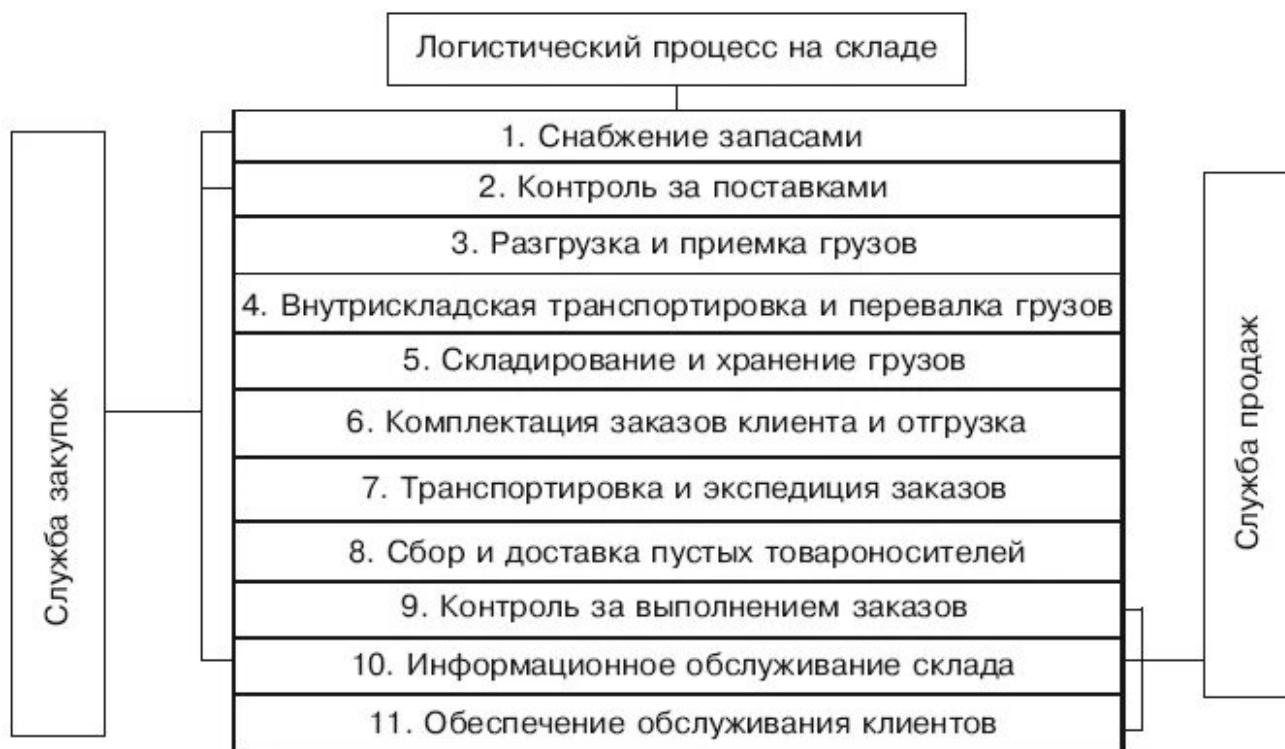 Логистический процесс на складе
1. Снабжение запасами
2. Контроль за поставками
3. Разгрузка и приемка грузов
4. Внутрискладская транспортировка и перевалка грузов
5. Складирование и хранение грузов
6. Комплектация заказов клиента и отгрузка
7. Транспортировка и экспедиция заказов
8. Сбор и доставка пустых товароносителей
9. Контроль за выполнением заказов
10. Информационное обслуживание склада
11. Обеспечение обслуживания клиентов
Служба закупок
Служба продаж